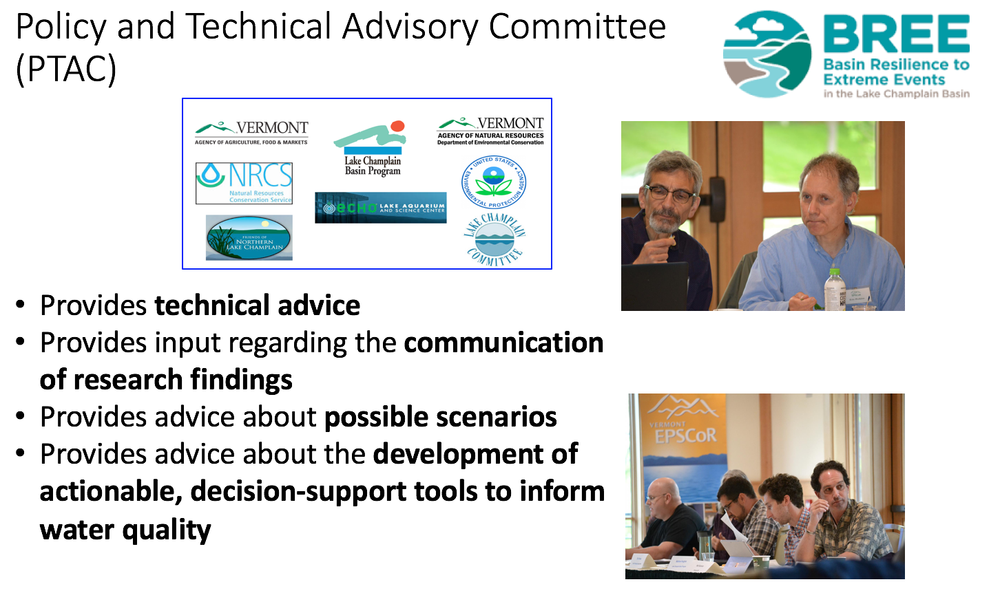 Policy and Technical Advisory Committee
(PTAC)
BREE
Basin Resilience to
Extreme Events
in the Lake Champlain Basin
VERMONT
AGENCY OF AGRICULTURE, FOOD & MARKETS
Lake Champlain
Basin Program
VERMONT
AGENCY OF NATURAL RESOURCES
Department of Environmental Conservation
NRCS
Natural Resources
Conservation Service
UNITED STATES
ENVIRONMENTAL PROTECTION AGENCY
ECHO LAKE AQUARIUM
AND SCIENCE CENTER
FRIENDS OF
NORTHERN
LAKE CHAMPLAIN
LAKE CHAMPLAIN
COMMITTEE
• Provides technical advice
• Provides input regarding the communication
of research findings
• Provides advice about possible scenarios
• Provides advice about the development of
actionable, decision-support tools to inform
water quality
VERMONT
EPSCoR